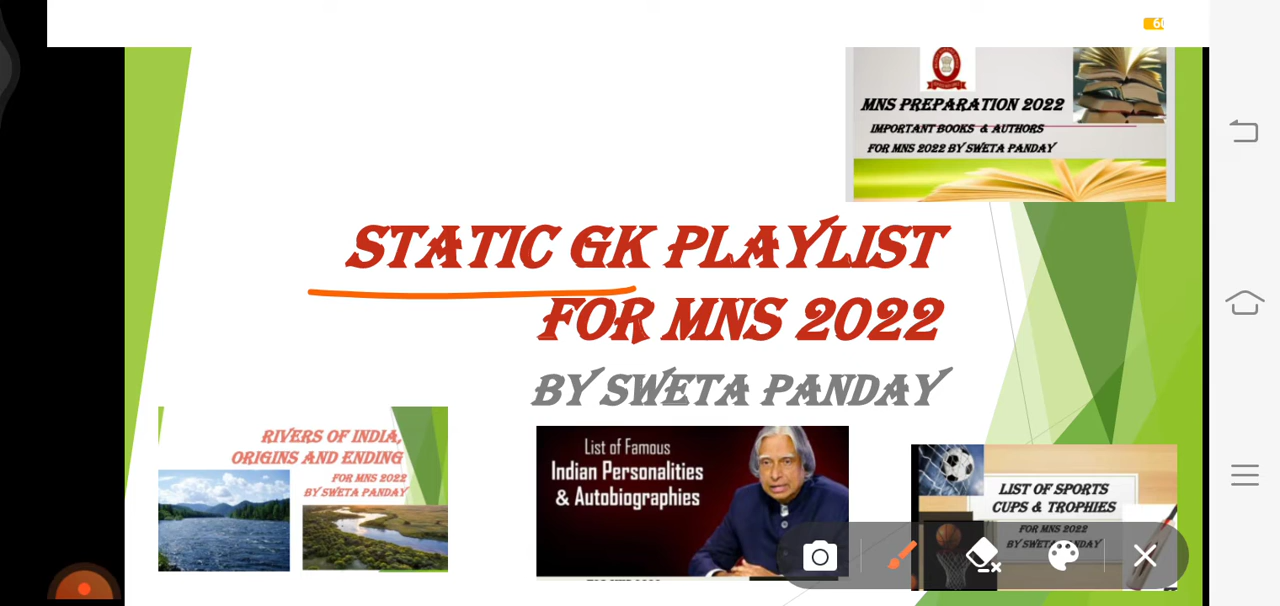 MNS PREPARATION 2022
IMPORTANT BOOKS & AUTHORS
FOR MNS 2022 BY SWETA PANDAY
STATIC GK PLAYLIST
FOR MNS 2022
BY SWETA PANDAY
RIVERS OF INDIA,
ORIGINS AND ENDING
FOR MNS 2022
BY SWETA PANDAY
List of Famous
Indian Personalities
& Autobiographies
LIST OF SPORTS
CUPS & TROPHIES
FOR MNS 2022
BY SWETA PANDAY